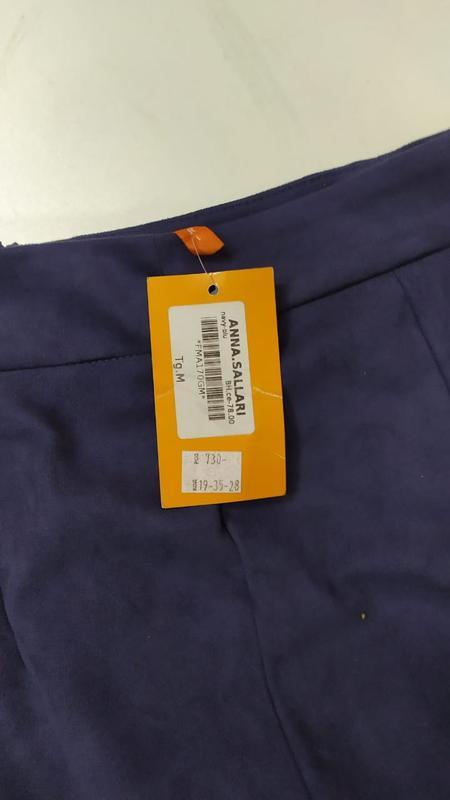 ANNA.SALLARI
navy-blu
BH.ce-78.00
*FMA170GM*
Tg.M
730-
19-35-28